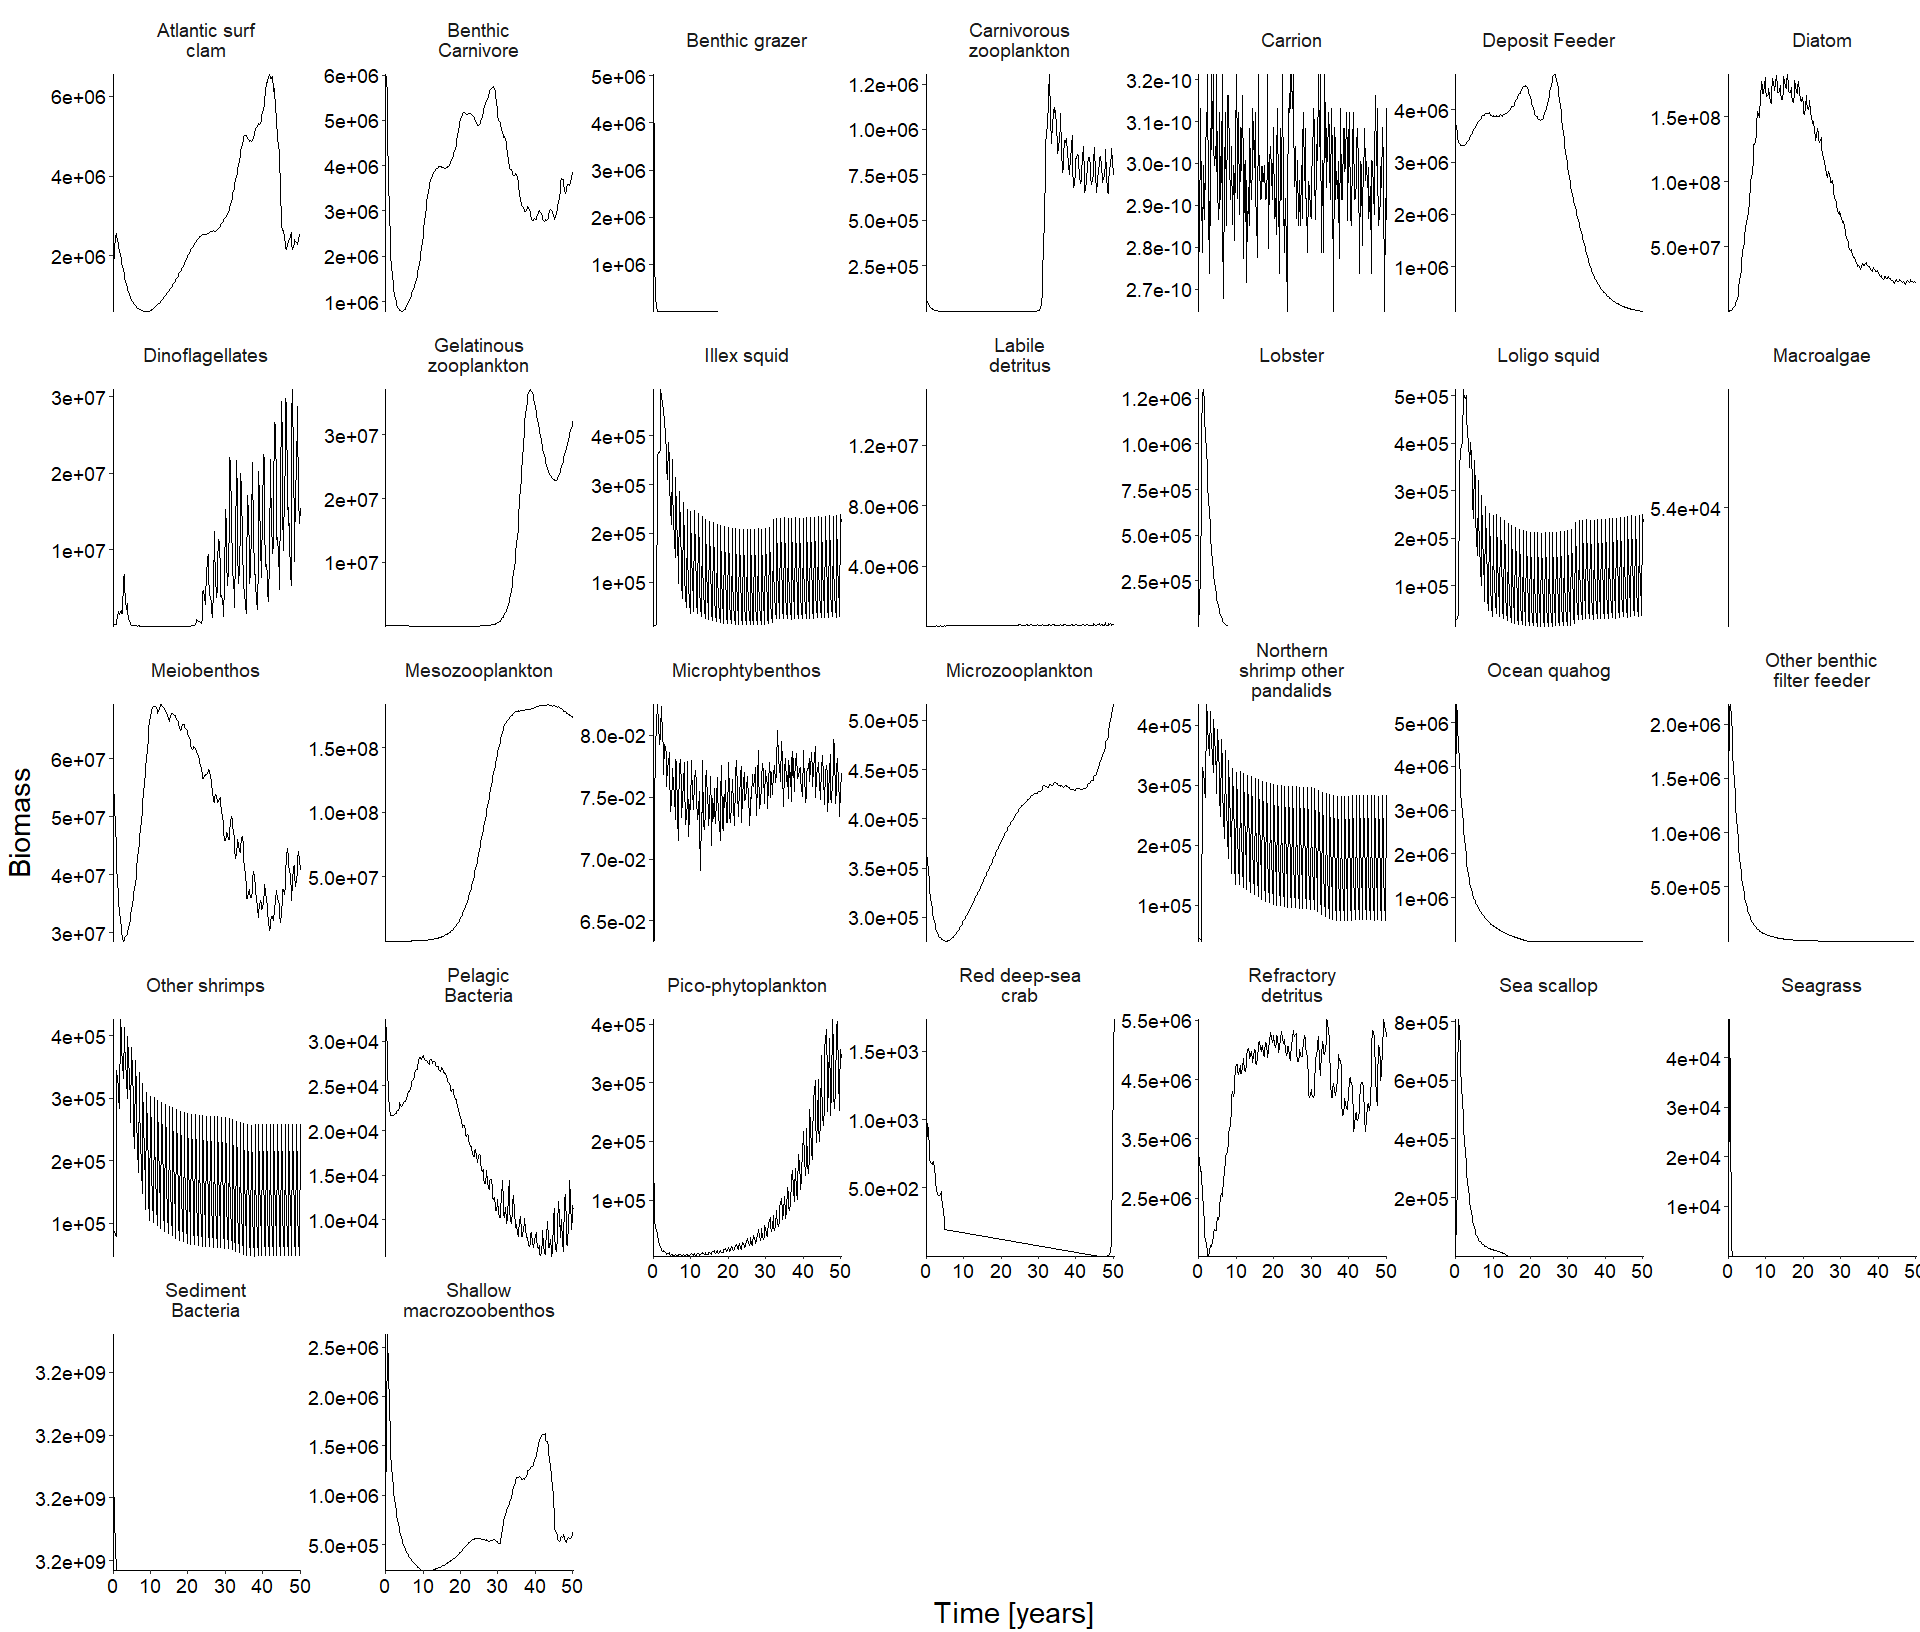 Atlantic surf
clam
Benthic
Carnivore
Benthic grazer
Carnivorous
zooplankton
Carrion
Deposit Feeder
Diatom
6e+06
4e+06
2e+06
6e+06
5e+06
4e+06
3e+06
2e+06
1e+06
5e+06
4e+06
3e+06
2e+06
1e+06
1.2e+06
1.0e+06
7.5e+05
5.0e+05
2.5e+05
3.2e-10
3.1e-10
3.0e-10
2.9e-10
2.8e-10
2.7e-10
4e+06
3e+06
2e+06
1e+06
1.5e+08
1.0e+08
5.0e+07
Dinoflagellates
Gelatinous
zooplankton
Illex squid
Labile
detritus
Lobster
Loligo squid
Macroalgae
3e+07
2e+07
1e+07
3e+07
2e+07
1e+07
4e+05
3e+05
2e+05
1e+05
1.2e+07
8.0e+06
4.0e+06
1.2e+06
1.0e+06
7.5e+05
5.0e+05
2.5e+05
5e+05
4e+05
3e+05
2e+05
1e+05
5.4e+04
Meiobenthos
Mesozooplankton
Microphtybenthos
Microzooplankton
Northern
shrimp other
pandalids
Ocean quahog
Other benthic
filter feeder
6e+07
5e+07
4e+07
3e+07
1.5e+08
1.0e+08
5.0e+07
8.0e-02
7.5e-02
7.0e-02
6.5e-02
5.0e+05
4.5e+05
4.0e+05
3.5e+05
3.0e+05
4e+05
3e+05
2e+05
1e+05
5e+06
4e+06
3e+06
2e+06
1e+06
2.0e+06
1.5e+06
1.0e+06
5.0e+05
Other shrimps
Pelagic
Bacteria
Pico-phytoplankton
Red deep-sea
crab
Refractory
detritus
Sea scallop
Seagrass
4e+05
3e+05
2e+05
1e+05
3.0e+04
2.5e+04
2.0e+04
1.5e+04
1.0e+04
4e+05
3e+05
2e+05
1e+05
1.5e+03
1.0e+03
5.0e+02
5.5e+06
4.5e+06
3.5e+06
2.5e+06
8e+05
6e+05
4e+05
2e+05
4e+04
3e+04
2e+04
1e+04
0 10 20 30 40 50
0 10 20 30 40 50
0 10 20 30 40 50
0 10 20 30 40 50
0 10 20 30 40 50
Sediment
Bacteria
Shallow
macrozoobenthos
3.2e+09
3.2e+09
3.2e+09
3.2e+09
2.5e+06
2.0e+06
1.5e+06
1.0e+06
5.0e+05
0 10 20 30 40 50
0 10 20 30 40 50
Biomass
Time [years]